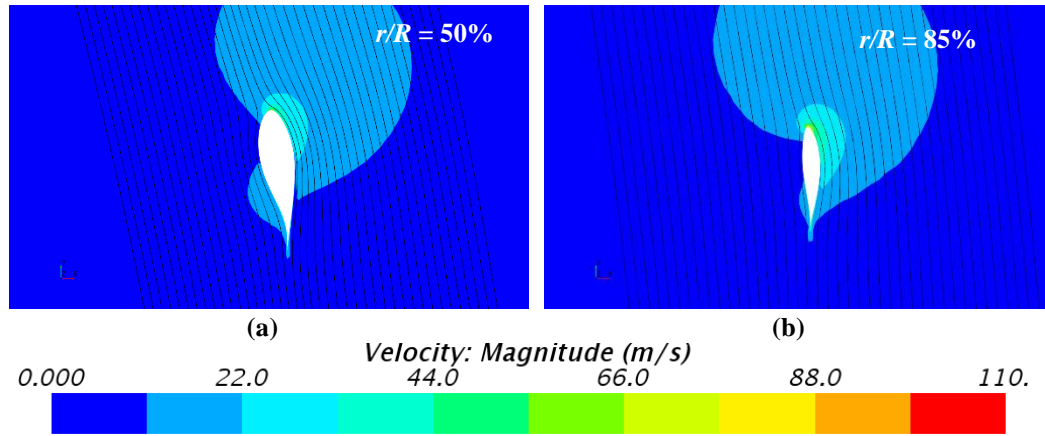 r/R = 50%
r/R = 85%
(a)
(b)
Velocity: Magnitude (m/s)
0.000 22.0 44.0 66.0 88.0 110.